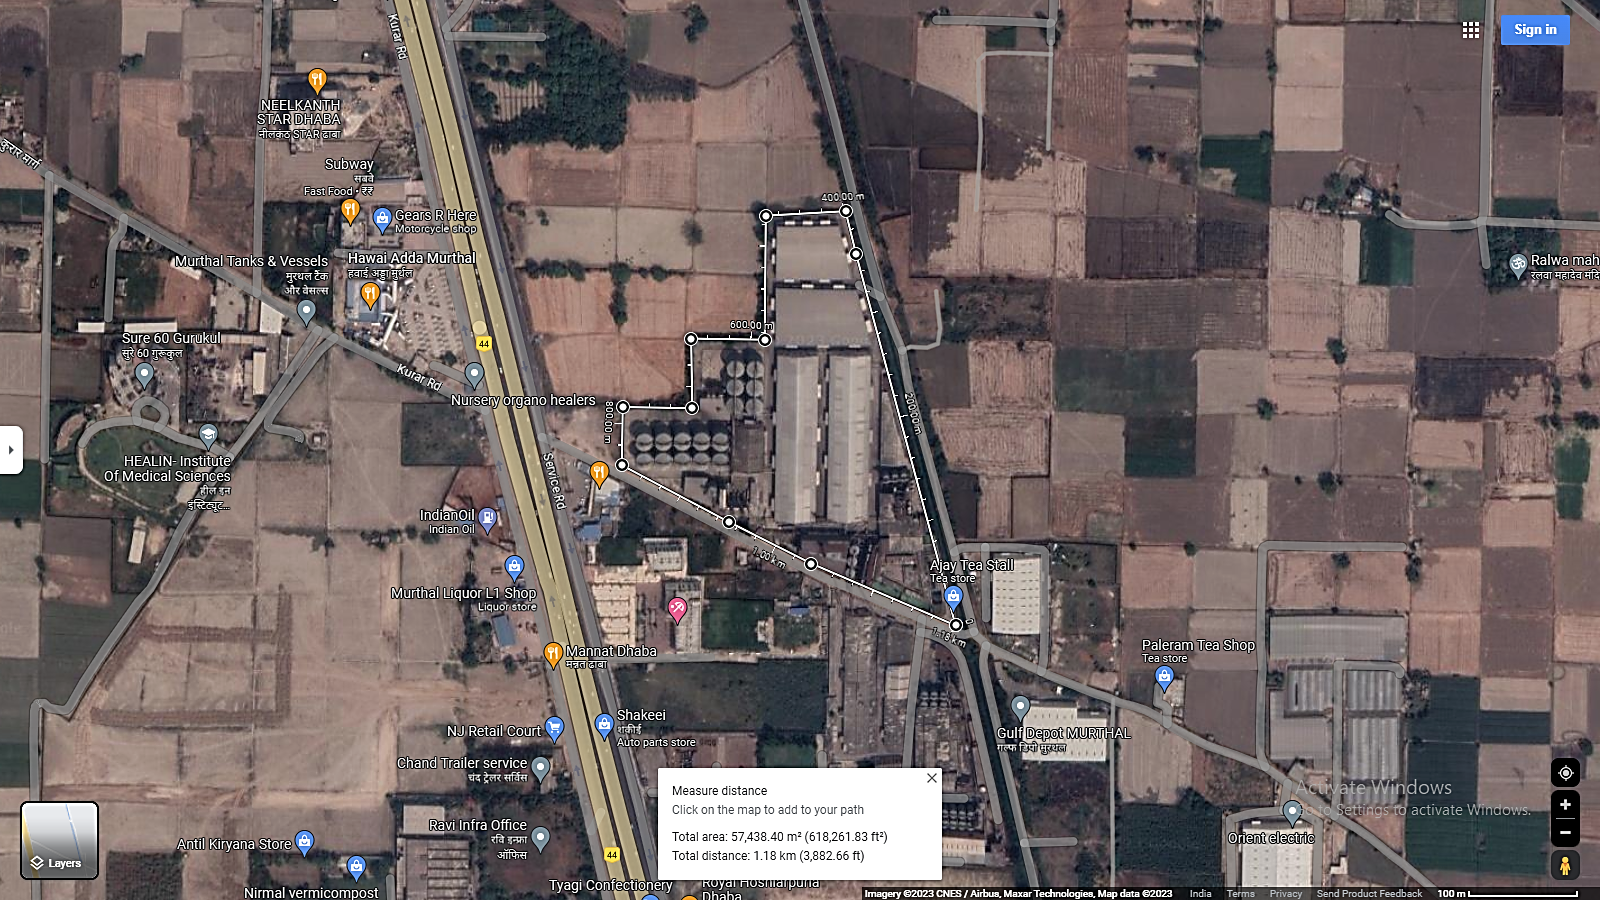 Kurar Rd
Sign in
NEELKANTH
STAR DHABA
नीलकंठ STAR ढाबा
कुरार मार्ग
Subway
सबवे
Fast Food • ₹₹
Gears R Here
Motorcycle shop
400.00 m
Murthal Tanks & Vessels
मुरथल टैंक
और वेसल्स
Hawai Adda Murthal
हवाई अड्डा मुर्थल
Ralwa mah
रलवा महादेव मंदि
Sure 60 Gurukul
सुरे 60 गुरूकुल
44
600.00 m
Kurar Rd
Nursery organo healers
800.00 m
200.00 m
HEALIN- Institute
Of Medical Sciences
हील इन
इंस्टिट्यूट...
Service Rd
IndianOil
Indian Oil
1.00 km
Ajay Tea Stall
Tea store
Murthal Liquor L1 Shop
Liquor store
0
1.18 km
Mannat Dhaba
मन्नत ढाबा
Paleram Tea Shop
Tea store
Shakeei
शकीई
Auto parts store
NJ Retail Court
Gulf Depot MURTHAL
गल्फ डिपो मुरथल
Chand Trailer service
चंद ट्रेलर सर्विस
Measure distance
Click on the map to add to your path
Total area: 57,438.40 m² (618,261.83 ft²)
Total distance: 1.18 km (3,882.66 ft)
Activate Windows
Go to Settings to activate Windows.
Ravi Infra Office
रवि इन्फ्रा
ऑफिस
Orient electric
Antil Kiryana Store
44
Layers
Tyagi Confectionery
Royal Hoshiarpuria
Dhaba
Nirmal vermicompost
Imagery ©2023 CNES / Airbus, Maxar Technologies, Map data ©2023
India
Terms
Privacy
Send Product Feedback
100 m